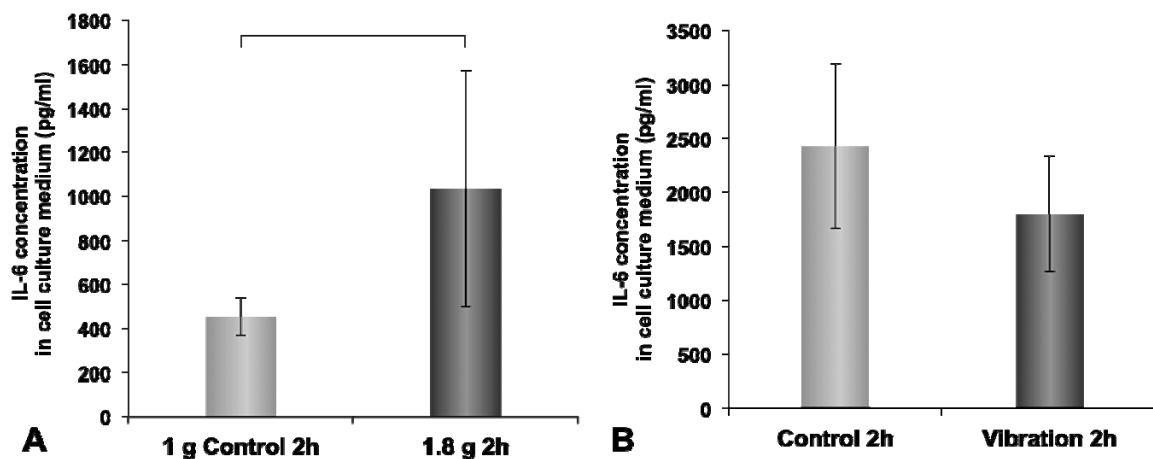 IL-6 concentration
in cell culture medium (pg/ml)
1800
1600
1400
1200
1000
800
600
400
200
0
1 g Control 2h
1.8 g 2h
A
IL-6 concentration
in cell culture medium (pg/ml)
3500
3000
2500
2000
1500
1000
500
0
Control 2h
Vibration 2h
B